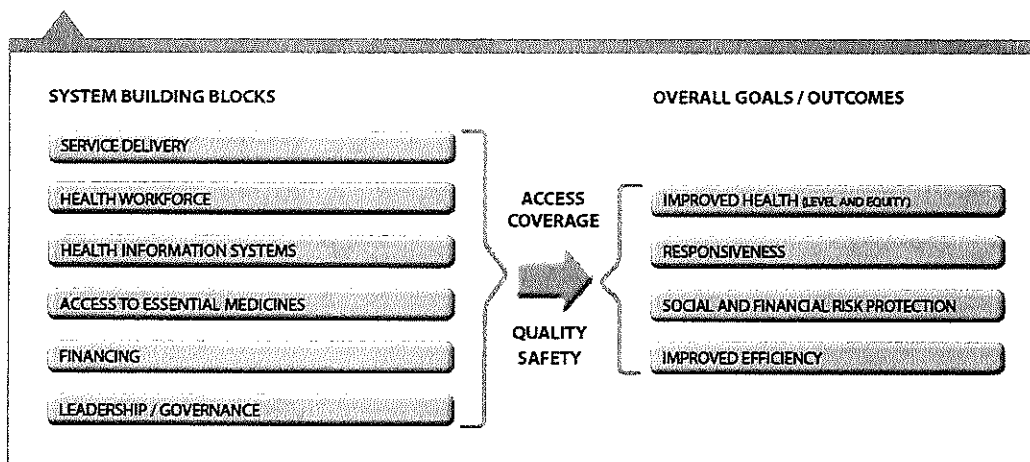 SYSTEM BUILDING BLOCKS
SERVICE DELIVERY
HEALTH WORKFORCE
HEALTH INFORMATION SYSTEMS
ACCESS TO ESSENTIAL MEDICINES
FINANCING
LEADERSHIP / GOVERNANCE
ACCESS
COVERAGE
QUALITY
SAFETY
OVERALL GOALS / OUTCOMES
IMPROVED HEALTH (LEVEL AND EQUITY)
RESPONSIVENESS
SOCIAL AND FINANCIAL RISK PROTECTION
IMPROVED EFFICIENCY